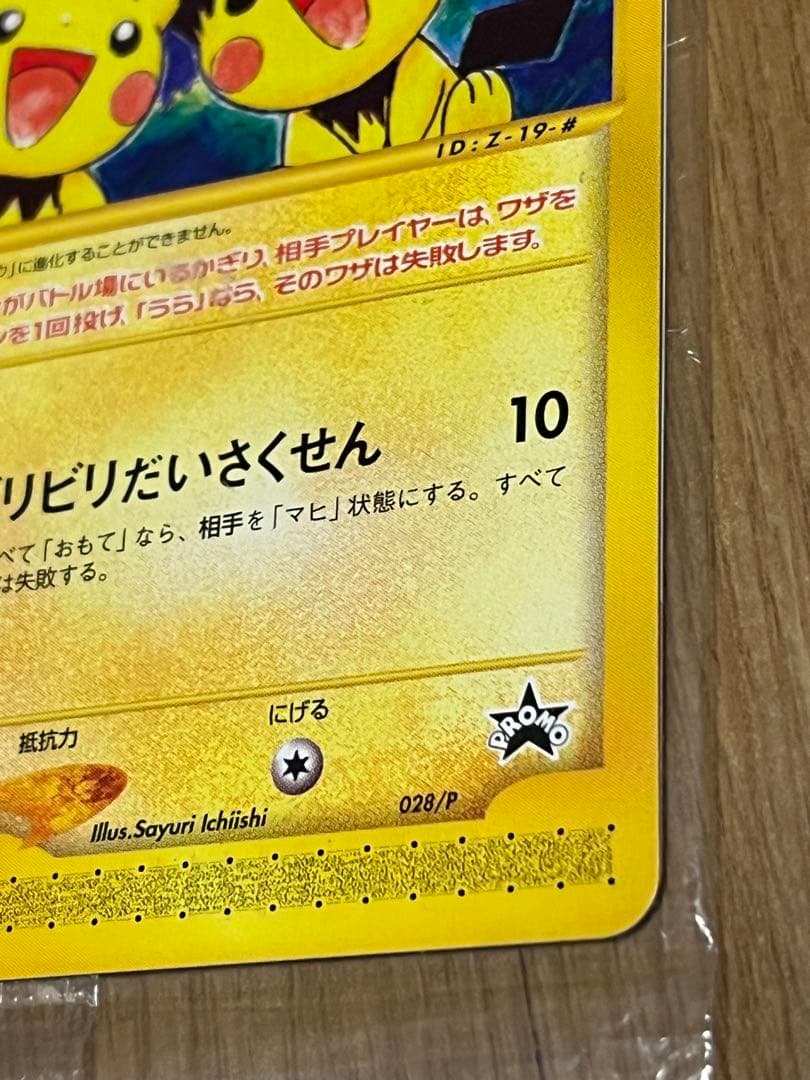 ID:Z-19-#
」に進化することができません。
がバトル場にいるかぎり、相手プレイヤーは、ワザを
を1回投げ、「うら」なら、そのワザは失敗します。
リビリだいさくせん 10
べて「おもて」なら、相手を「マヒ」状態にする。すべて
は失敗する。
抵抗力
にげる
PROMO
Illus.Sayuri Ichiishi
028/P